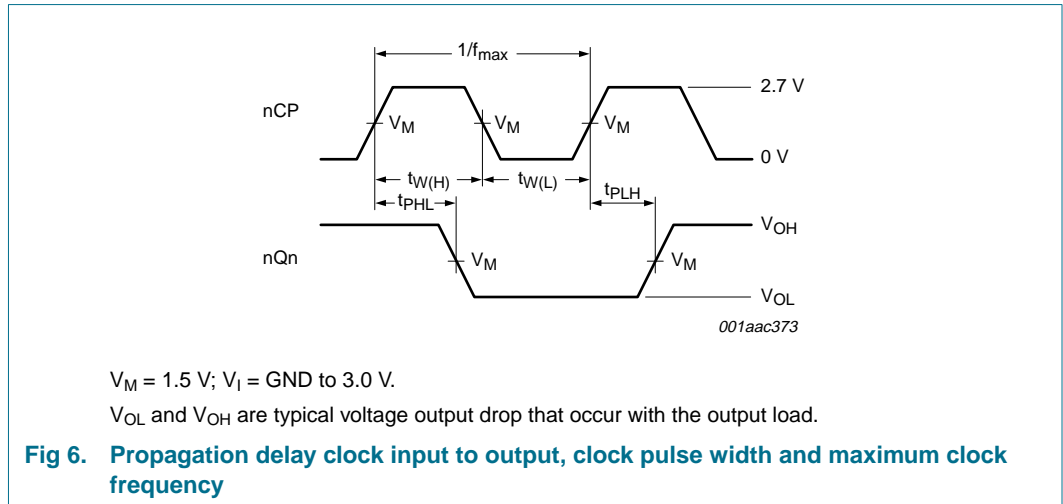 1/fmax
2.7 V
nCP
VM VM VM
0 V
tW(H) tW(L) tPLH
tPHL
VOH
nQn
VM VM
VOL
001aac373
VM = 1.5 V; VI = GND to 3.0 V.
VOL and VOH are typical voltage output drop that occur with the output load.
Fig 6. Propagation delay clock input to output, clock pulse width and maximum clock
frequency